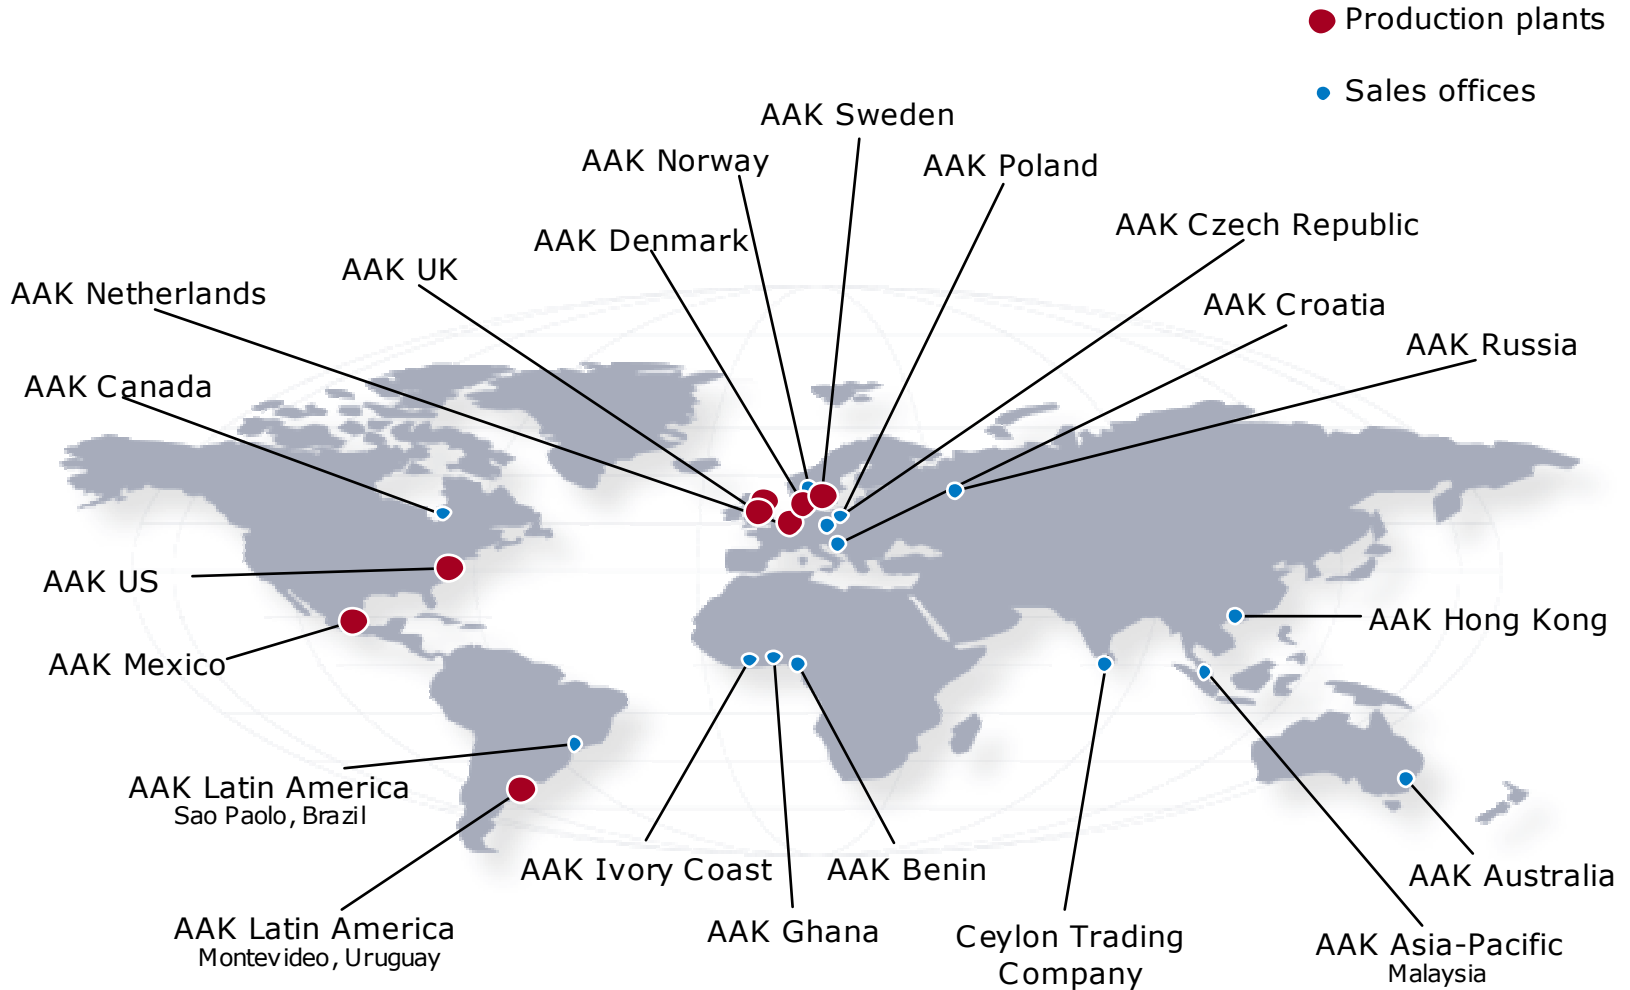 Production plants
Sales offices
AAK Sweden
AAK Norway
AAK Poland
AAK Czech Republic
AAK Denmark
AAK UK
AAK Netherlands
AAK Croatia
AAK Russia
AAK Canada
AAK US
AAK Hong Kong
AAK Mexico
AAK Latin America
Sao Paolo, Brazil
AAK Ivory Coast
AAK Benin
AAK Australia
AAK Latin America
Montevideo, Uruguay
AAK Ghana
Ceylon Trading
Company
AAK Asia-Pacific
Malaysia